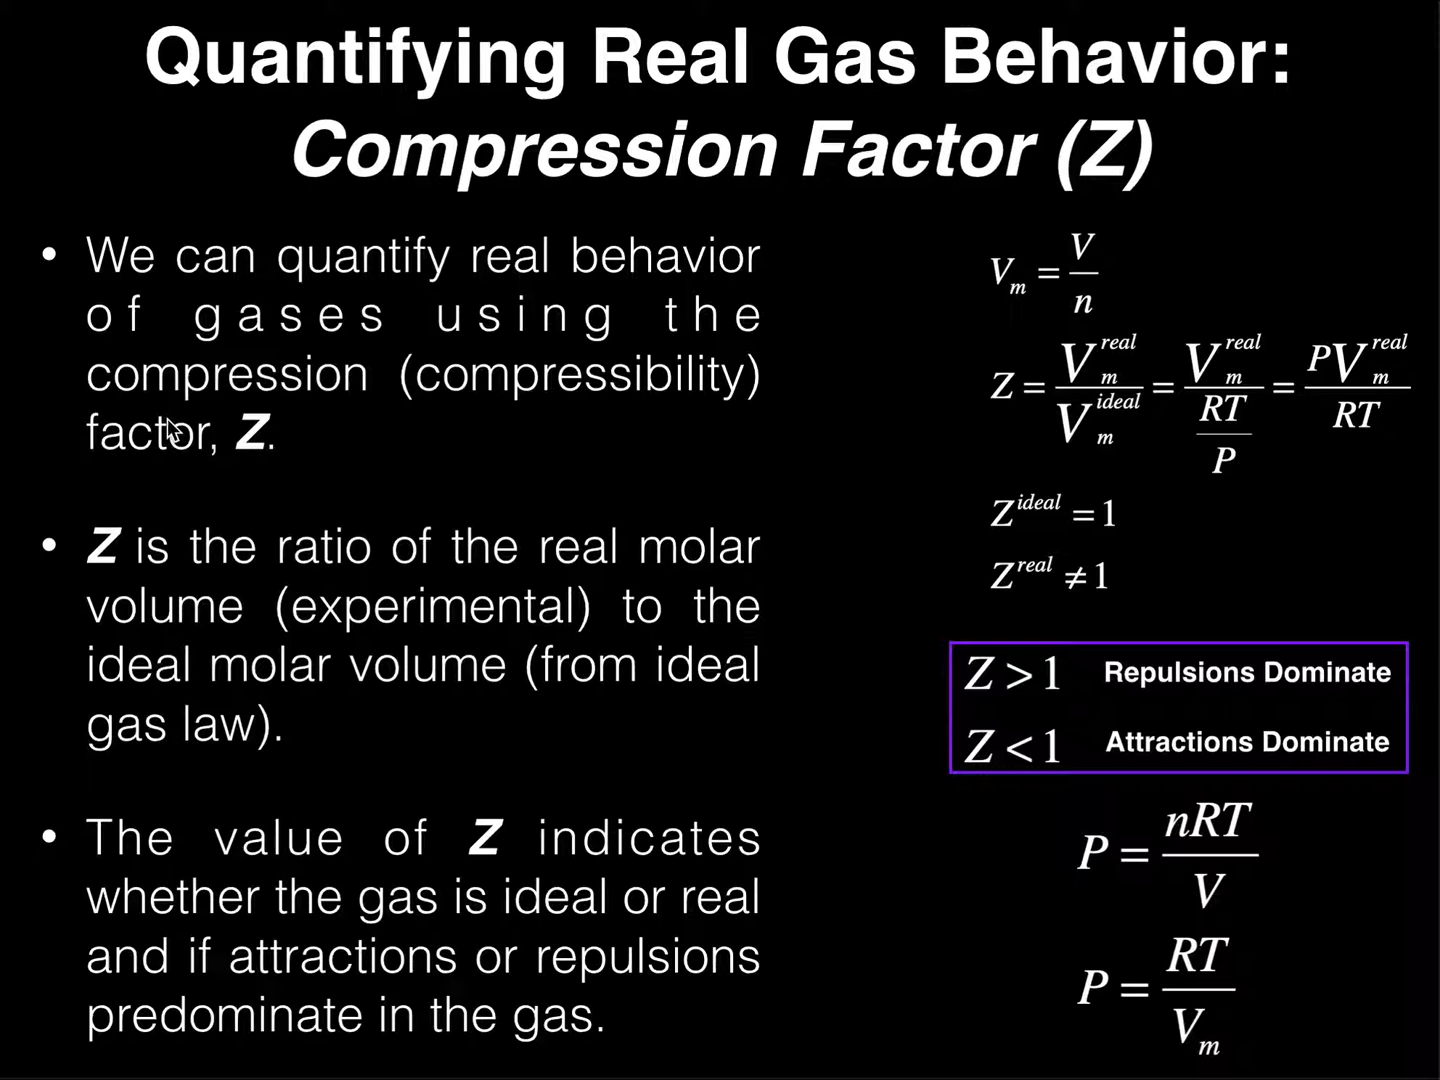 Quantifying Real Gas Behavior:
Compression Factor (Z)
• We can quantify real behavior
of gases using the
compression (compressibility)
factor, Z.
• Z is the ratio of the real molar
volume (experimental) to the
ideal molar volume (from ideal
gas law).
• The value of Z indicates
whether the gas is ideal or real
and if attractions or repulsions
predominate in the gas.
V_m = V/n
Z = V_m^real / V_m^ideal = V_m^real / (RT/P) = PV_m^real / RT
Z^ideal = 1
Z^real ≠ 1
Z > 1 Repulsions Dominate
Z < 1 Attractions Dominate
P = nRT/V
P = RT/V_m